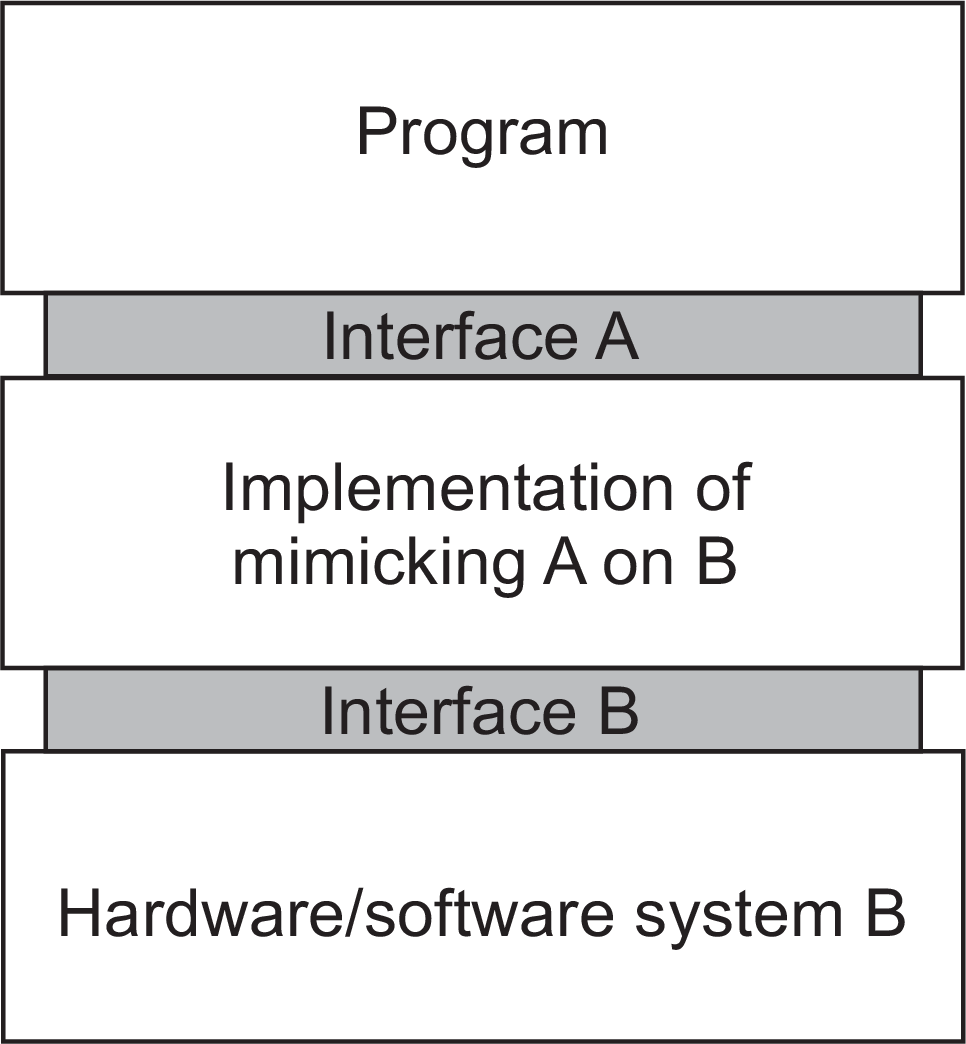 Program
Interface A
Implementation of
mimicking A on B
Interface B
Hardware/software system B